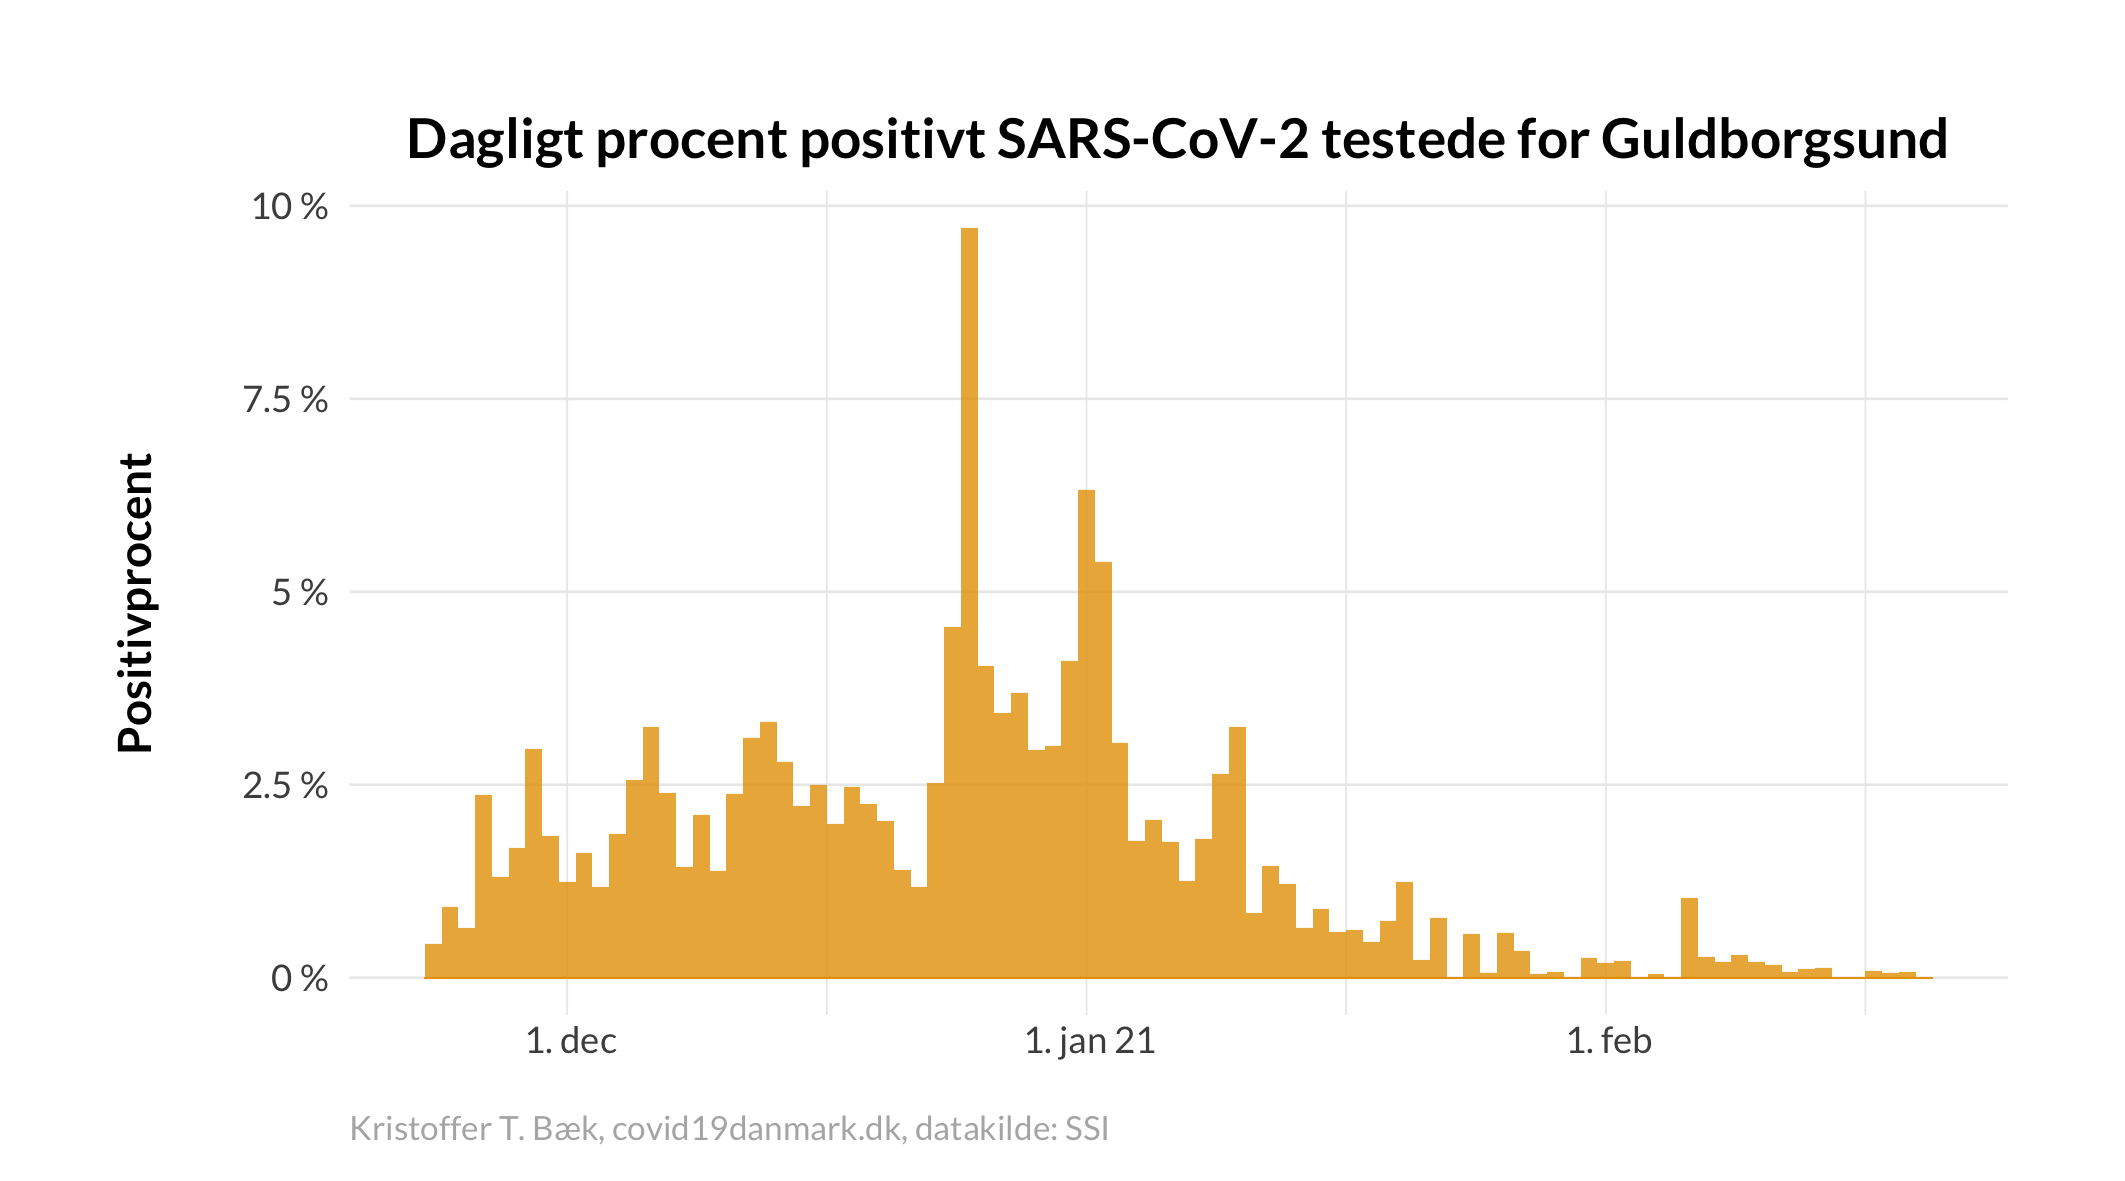 Dagligt procent positivt SARS-CoV-2 testede for Guldborgsund
10 %
7.5 %
5 %
2.5 %
0 %
Positivprocent
1. dec
1. jan 21
1. feb
Kristoffer T. Bæk, covid19danmark.dk, datakilde: SSI